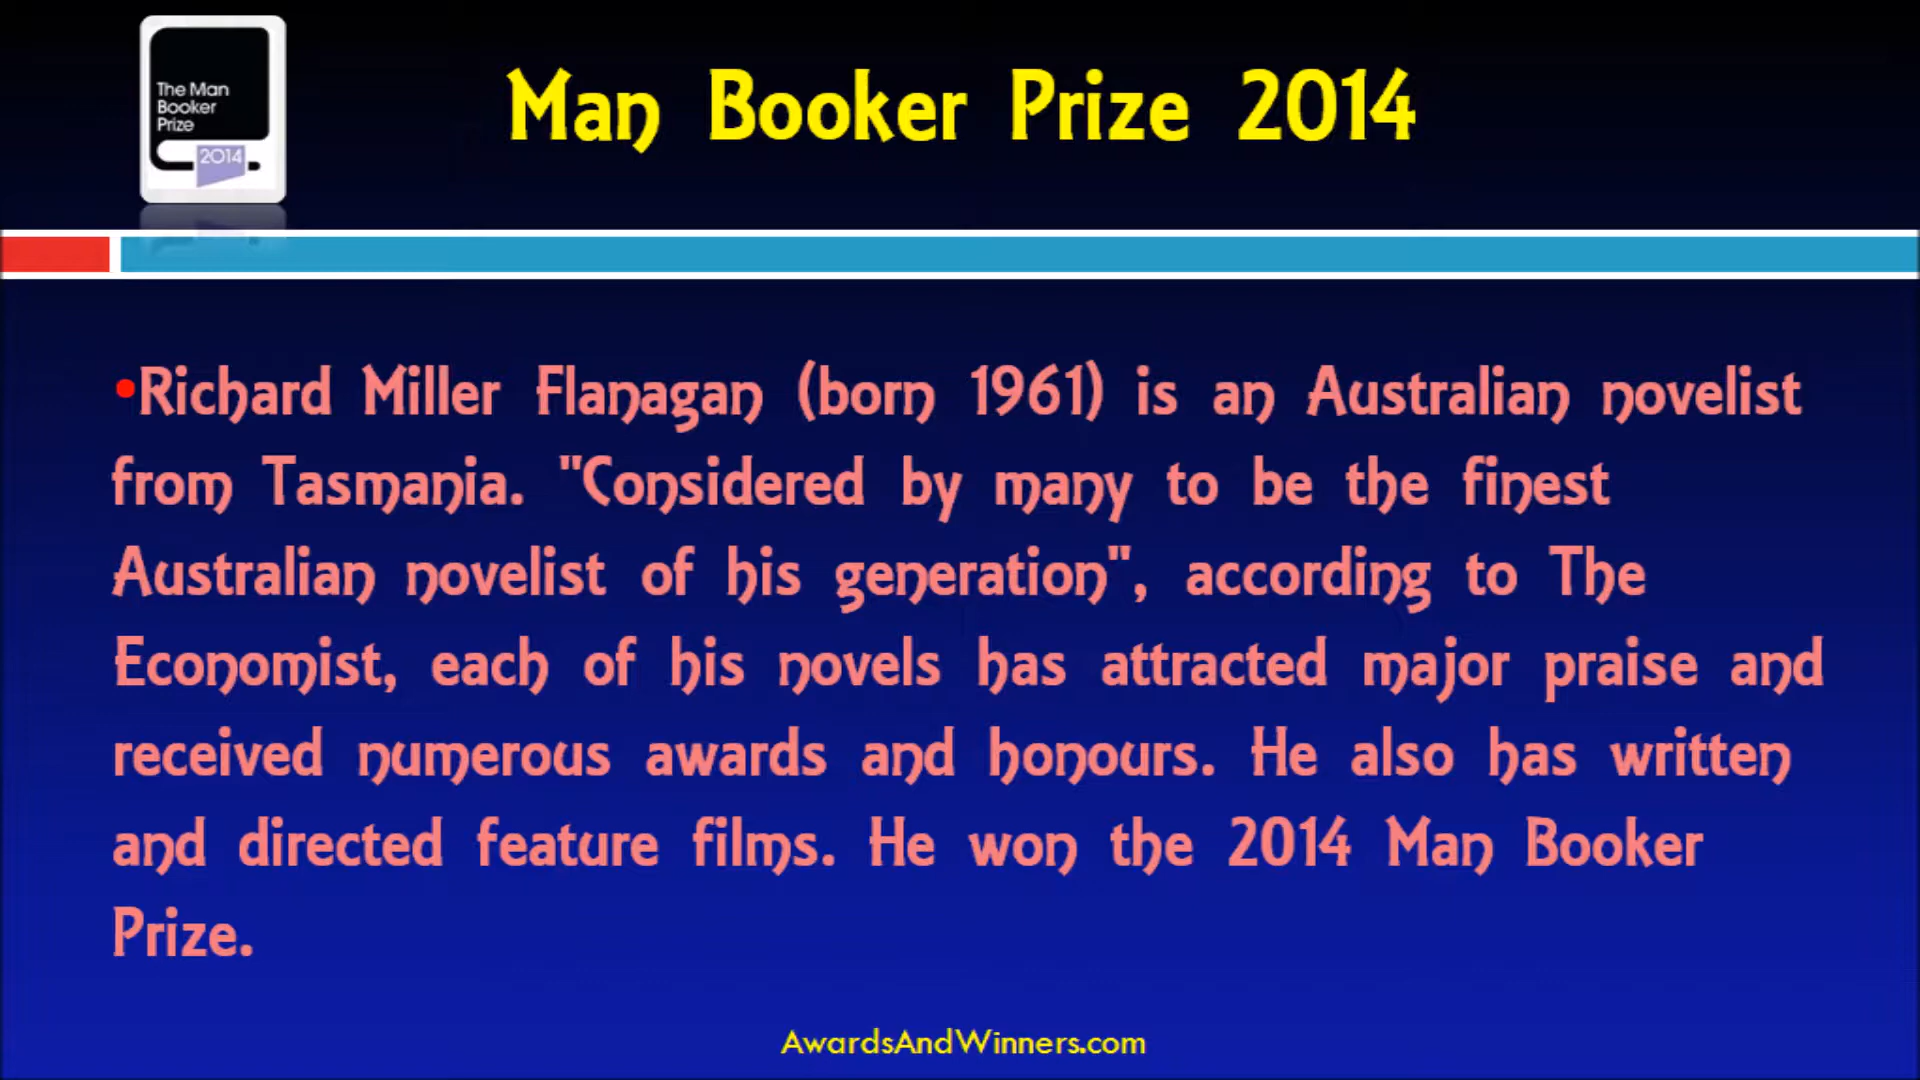 The Man
Booker
Prize
2014
Man Booker Prize 2014
•Richard Miller Flanagan (born 1961) is an Australian novelist
from Tasmania. "Considered by many to be the finest
Australian novelist of his generation", according to The
Economist, each of his novels has attracted major praise and
received numerous awards and honours. He also has written
and directed feature films. He won the 2014 Man Booker
Prize.
AwardsAndWinners.com